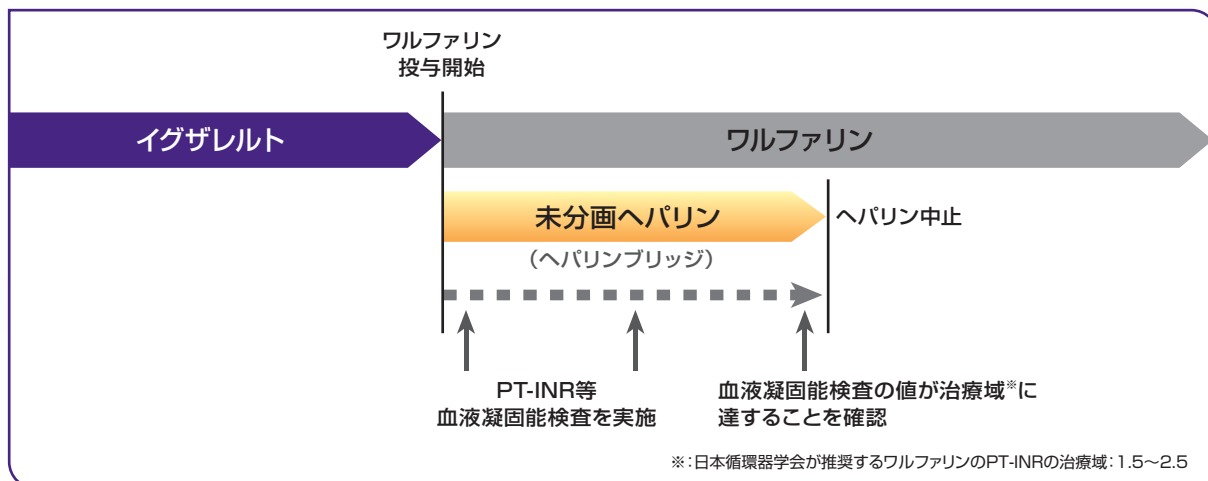 ワルファリン
投与開始
イグザレルト
ワルファリン
未分画ヘパリン
ヘパリン中止
（ヘパリンブリッジ）
PT-INR等
血液凝固能検査を実施
血液凝固能検査の値が治療域※に
達することを確認
※：日本循環器学会が推奨するワルファリンのPT-INRの治療域：1.5〜2.5